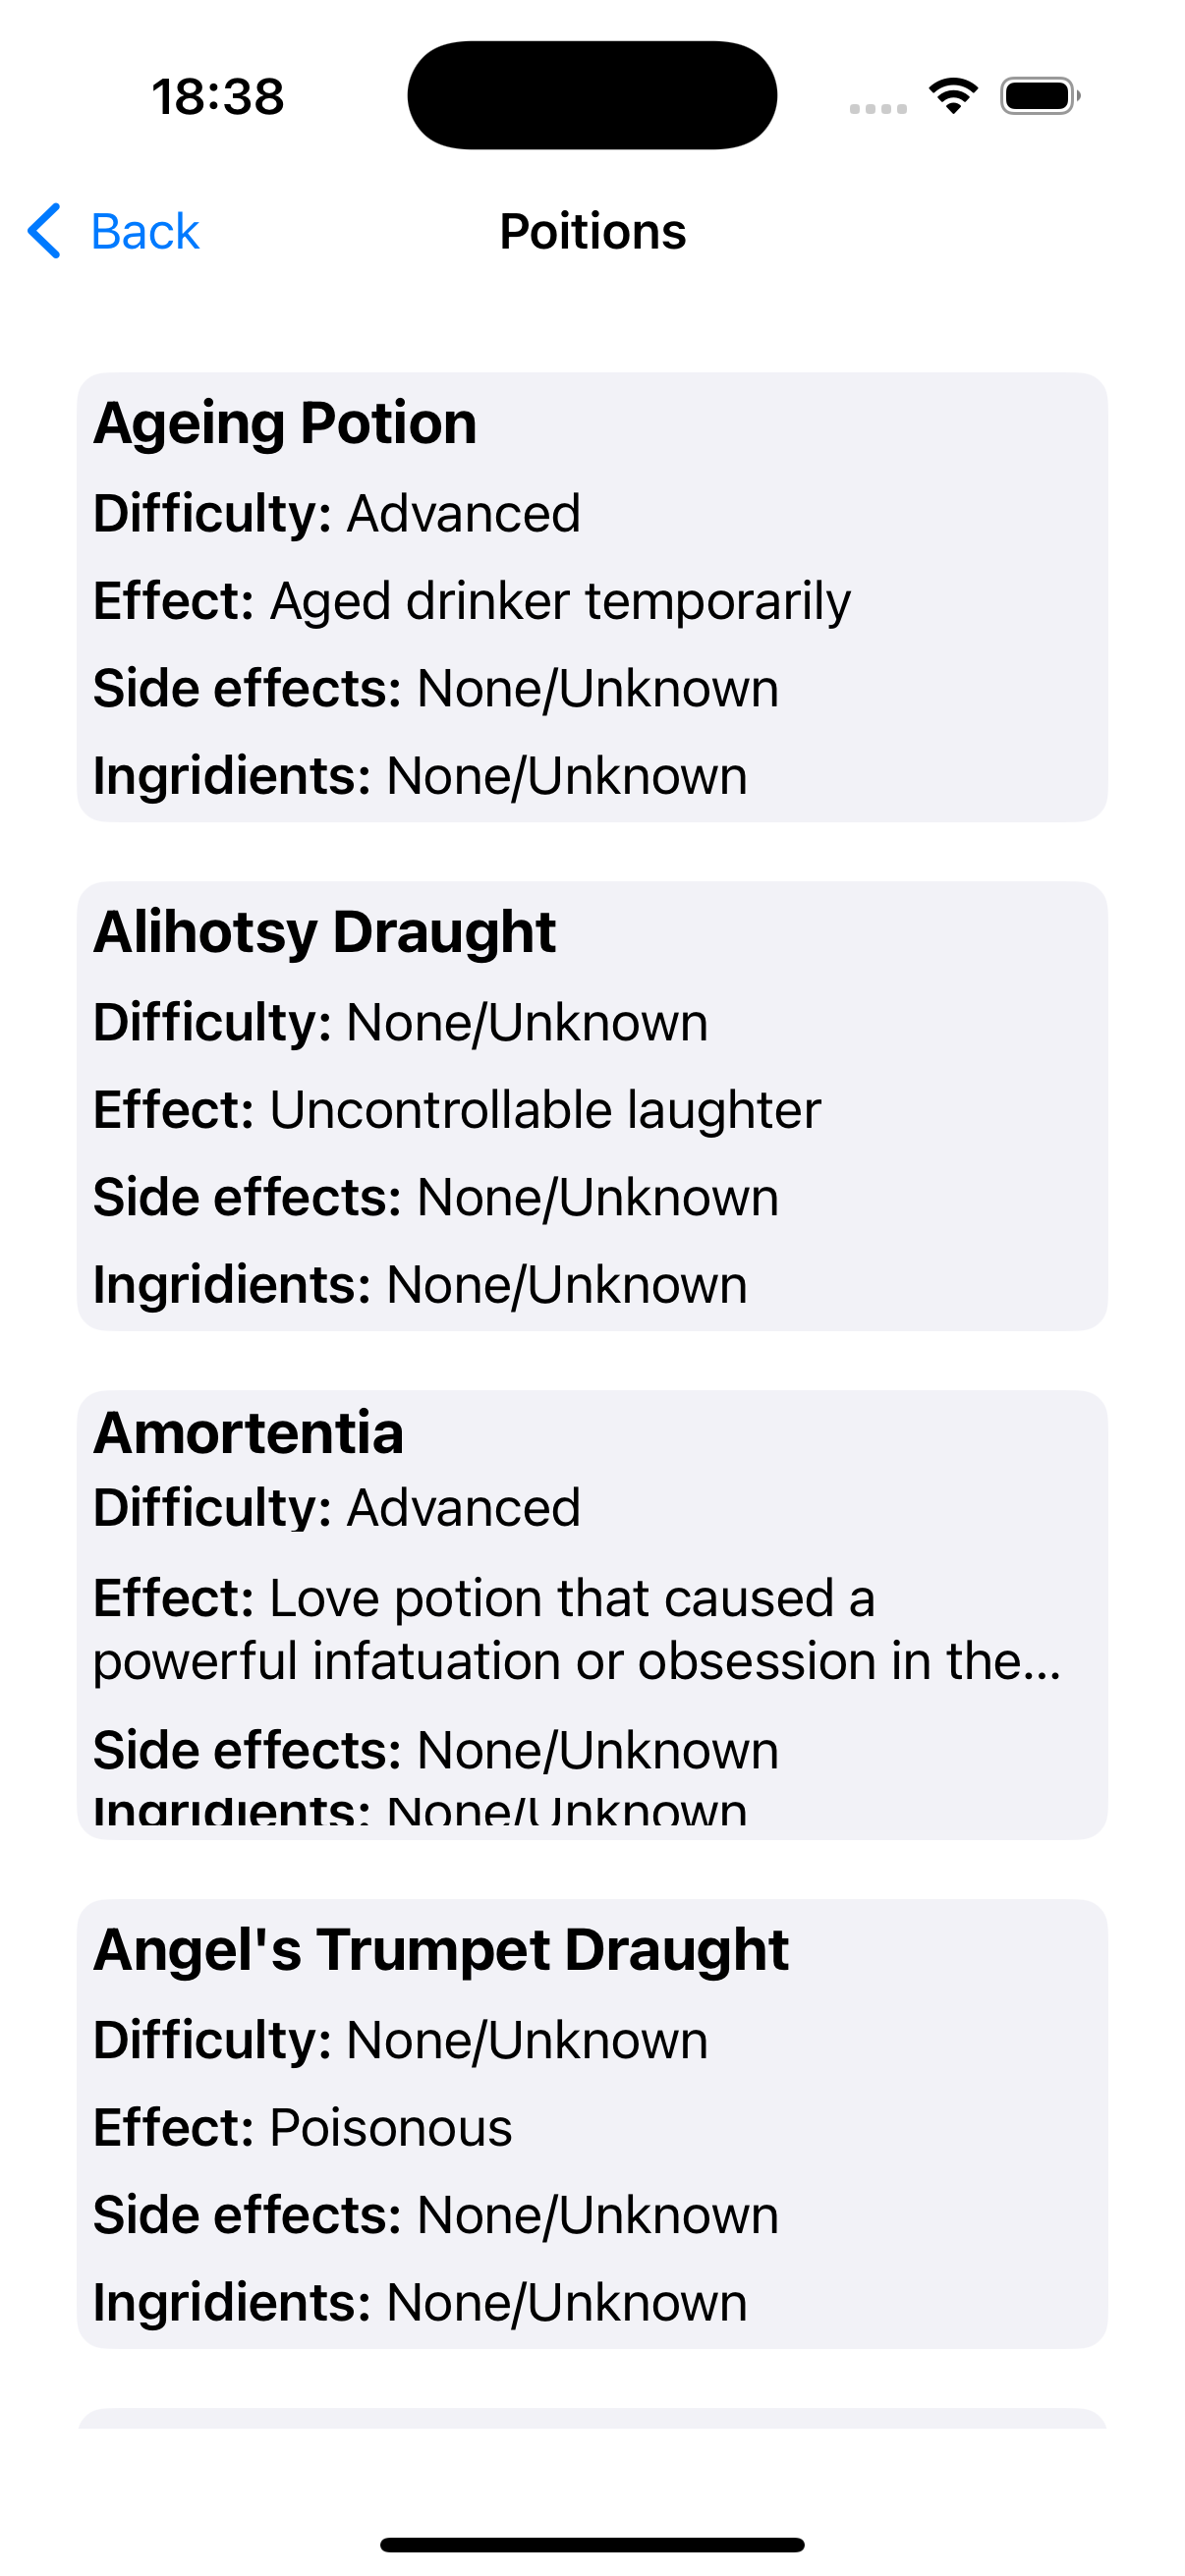 18:38
Back
Poitions
Ageing Potion
Difficulty: Advanced
Effect: Aged drinker temporarily
Side effects: None/Unknown
Ingridients: None/Unknown
Alihotsy Draught
Difficulty: None/Unknown
Effect: Uncontrollable laughter
Side effects: None/Unknown
Ingridients: None/Unknown
Amortentia
Difficulty: Advanced
Effect: Love potion that caused a
powerful infatuation or obsession in the...
Side effects: None/Unknown
Ingridients: None/Unknown
Angel's Trumpet Draught
Difficulty: None/Unknown
Effect: Poisonous
Side effects: None/Unknown
Ingridients: None/Unknown